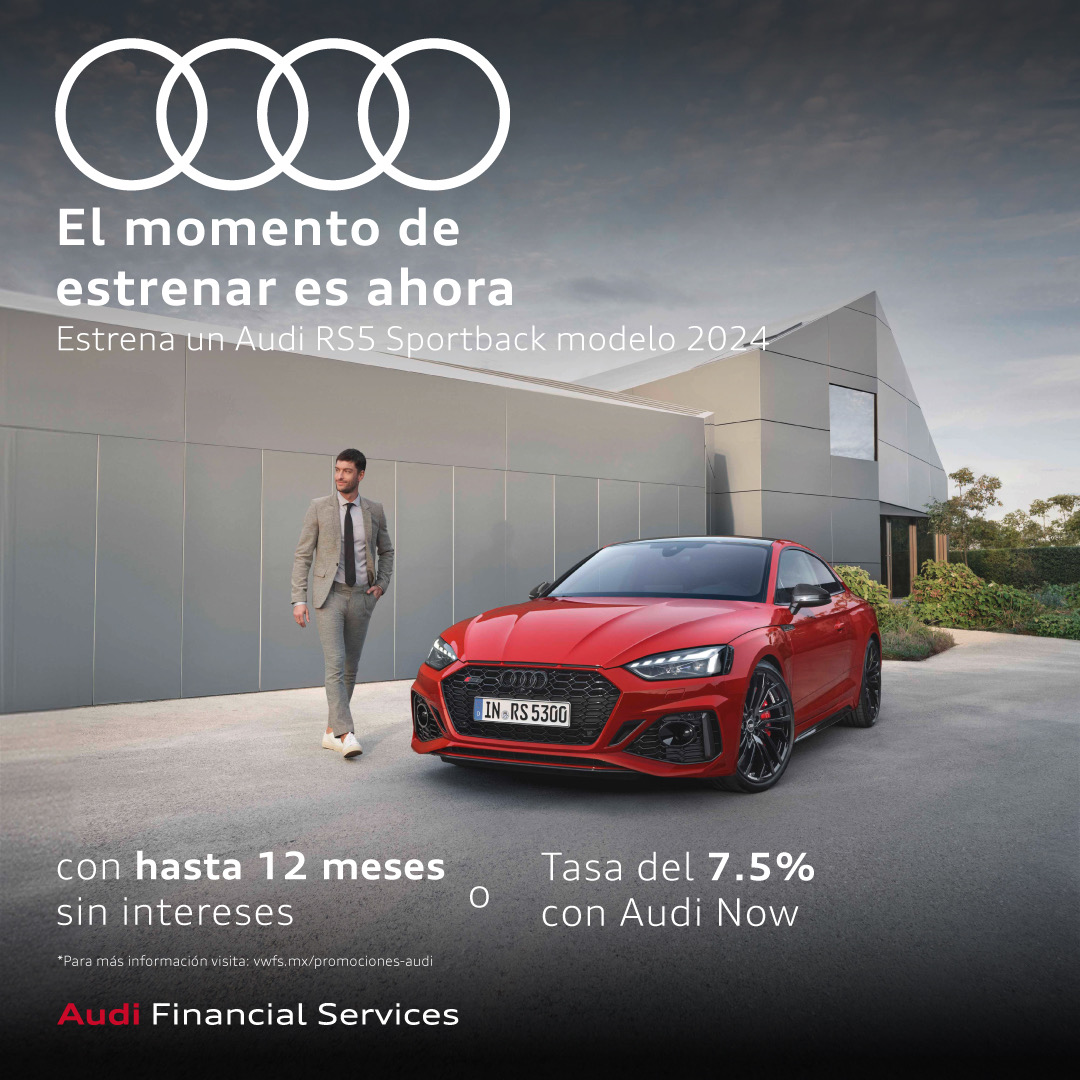 El momento de
estrenar es ahora
Estrena un Audi RS5 Sportback modelo 2024
IN RS 5300
con hasta 12 meses
sin intereses
o
Tasa del 7.5%
con Audi Now
*Para más información visita: vwfs.mx/promociones-audi
Audi Financial Services